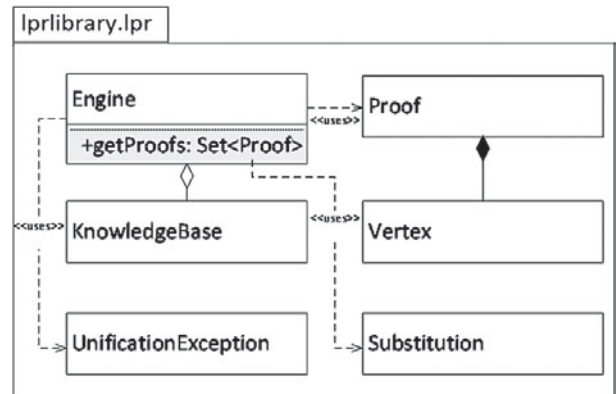 lprlibrary.lpr
Engine
+getProofs: Set<Proof>
<<uses>>
Proof
<<uses>>
KnowledgeBase
<<uses>>
Vertex
UnificationException
Substitution